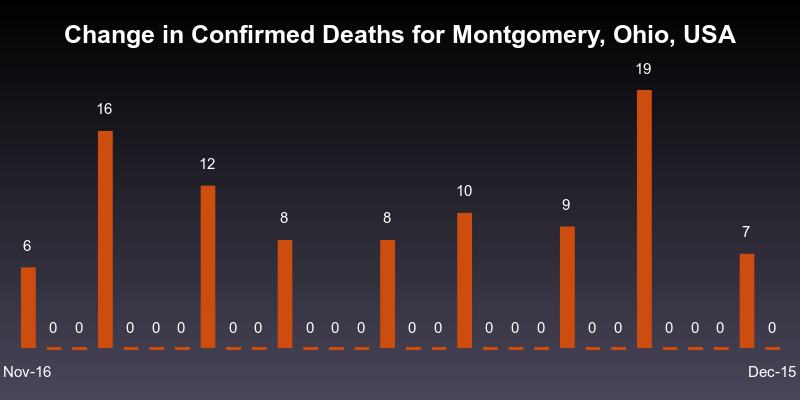 Change in Confirmed Deaths for Montgomery, Ohio, USA
6 0 0 16 0 0 0 12 0 0 8 0 0 0 8 0 0 10 0 0 0 9 0 0 19 0 0 0 7 0
Nov-16 Dec-15